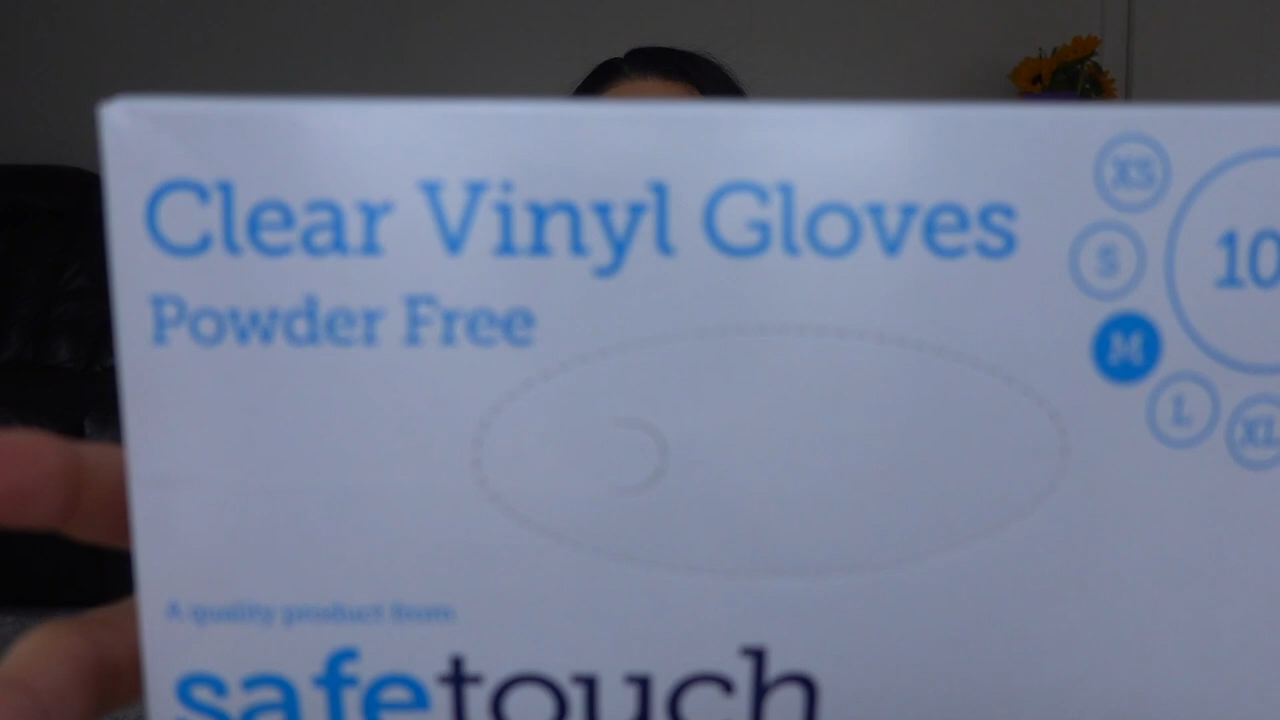 Clear Vinyl Gloves
Powder Free
XS
S
M
L
XL
10
A quality product from
safetouch